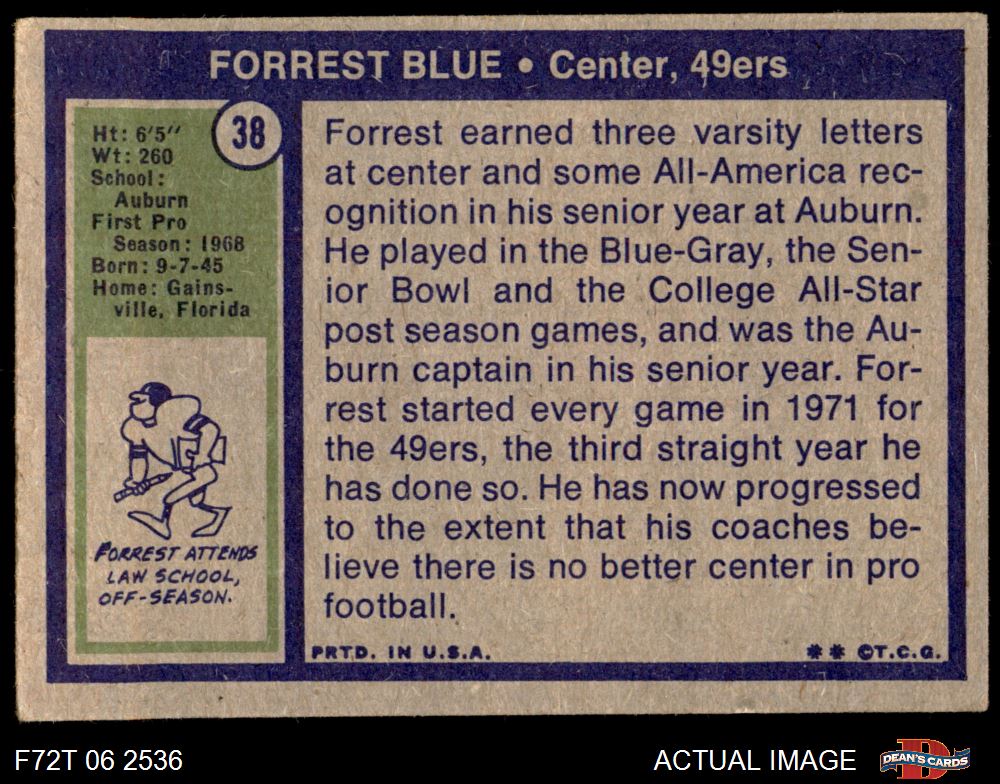 FORREST BLUE • Center, 49ers
38
Ht: 6'5"
Wt: 260
School:
Auburn
First Pro
Season: 1968
Born: 9-7-45
Home: Gains-
ville, Florida
FORREST ATTENDS
LAW SCHOOL,
OFF-SEASON.
Forrest earned three varsity letters
at center and some All-America rec-
ognition in his senior year at Auburn.
He played in the Blue-Gray, the Sen-
ior Bowl and the College All-Star
post season games, and was the Au-
burn captain in his senior year. For-
rest started every game in 1971 for
the 49ers, the third straight year he
has done so. He has now progressed
to the extent that his coaches be-
lieve there is no better center in pro
football.
PRTD. IN U.S.A.
* * ©T.C.G.
F72T 06 2536
ACTUAL IMAGE
DEAN'S CARDS